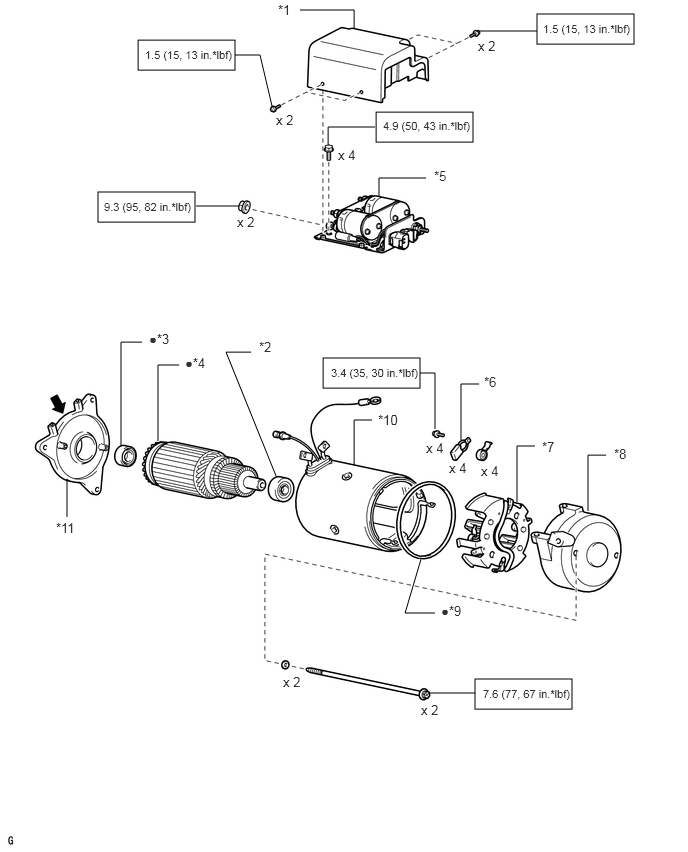 *1
1.5 (15, 13 in.*lbf)
x 2
1.5 (15, 13 in.*lbf)
x 2
4.9 (50, 43 in.*lbf)
x 4
*5
9.3 (95, 82 in.*lbf)
x 2
●*3
●*4
*2
3.4 (35, 30 in.*lbf)
*6
*10
x 4
x 4
x 4
*7
*8
*11
●*9
x 2
7.6 (77, 67 in.*lbf)
x 2
G